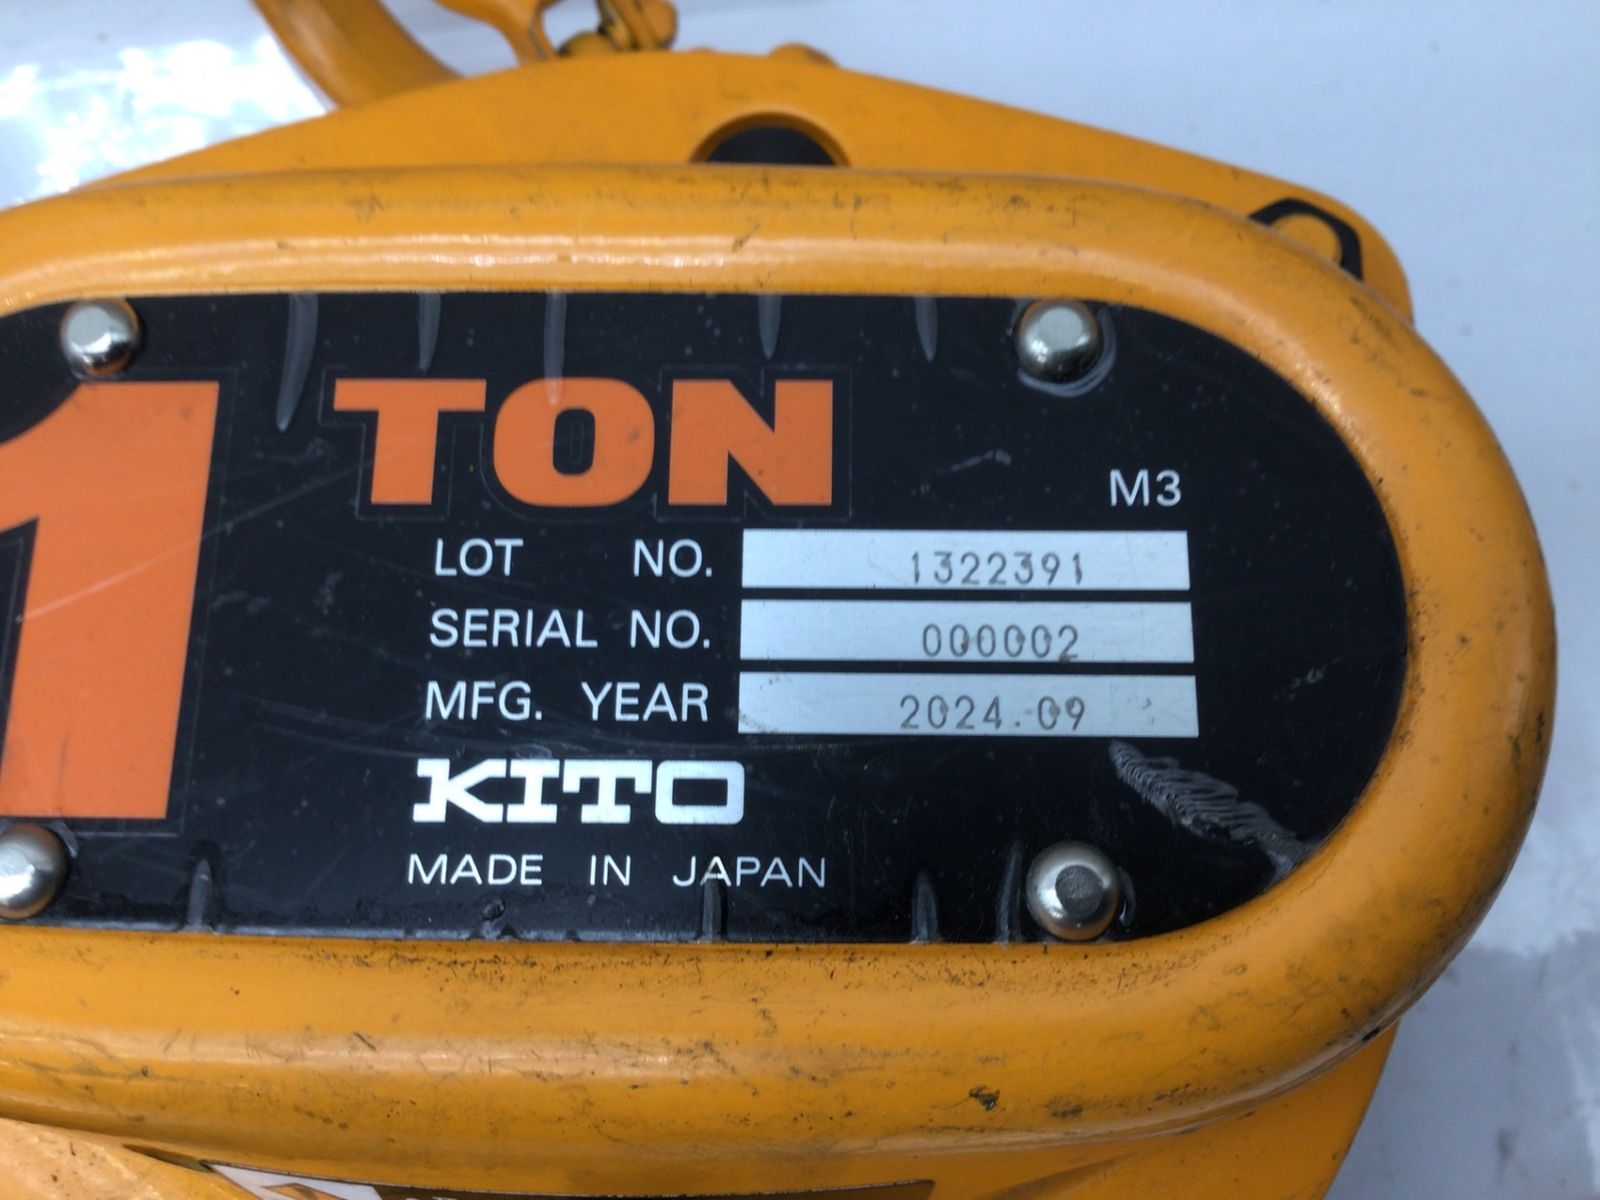 1 TON
M3
LOT NO. 1322391
SERIAL NO. 000002
MFG. YEAR 2024.09
KITO
MADE IN JAPAN